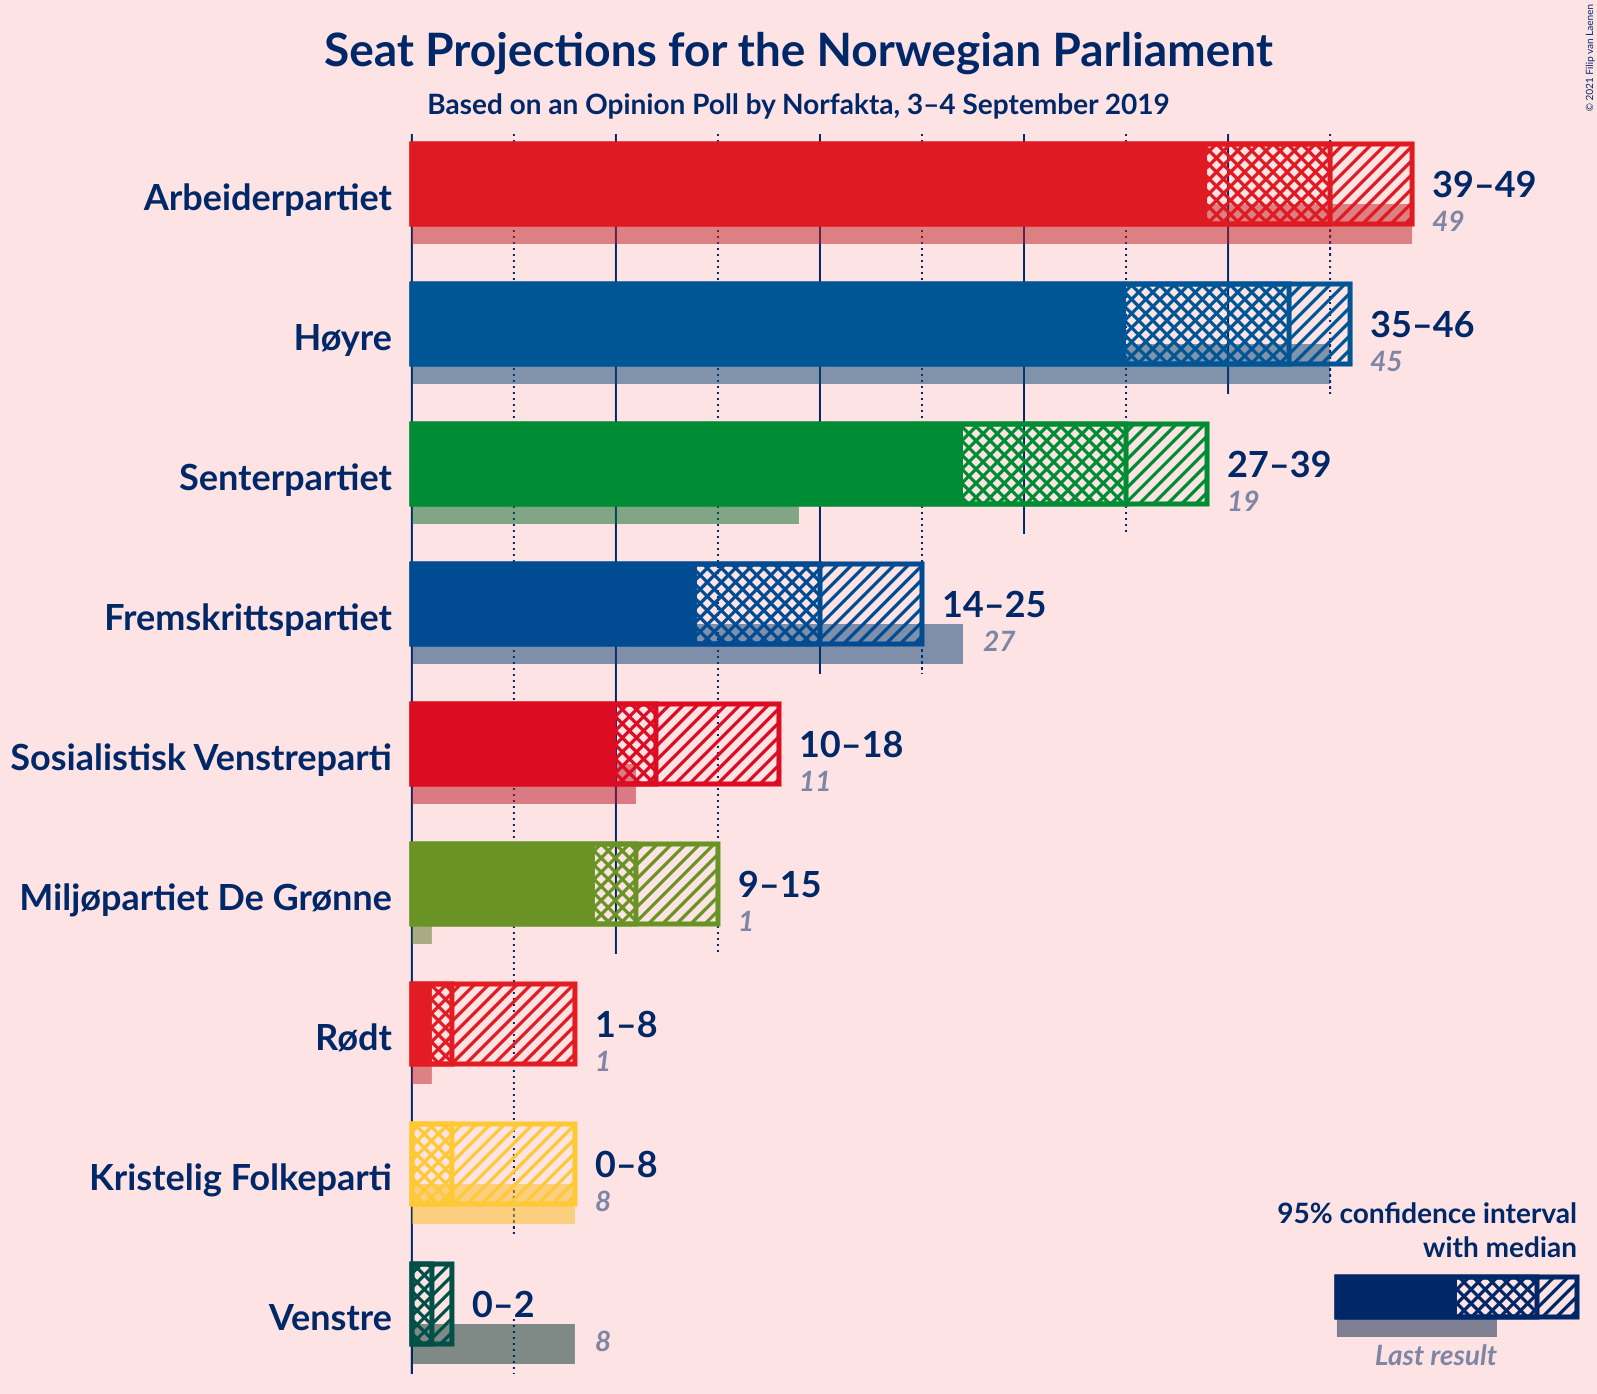 Seat Projections for the Norwegian Parliament
Based on an Opinion Poll by Norfakta, 3–4 September 2019
© 2021 Filip van Laenen
Arbeiderpartiet
39–49
49
Høyre
35–46
45
Senterpartiet
27–39
19
Fremskrittspartiet
14–25
27
Sosialistisk Venstreparti
10–18
11
Miljøpartiet De Grønne
9–15
1
Rødt
1–8
1
Kristelig Folkeparti
0–8
8
Venstre
0–2
8
95% confidence interval
with median
Last result